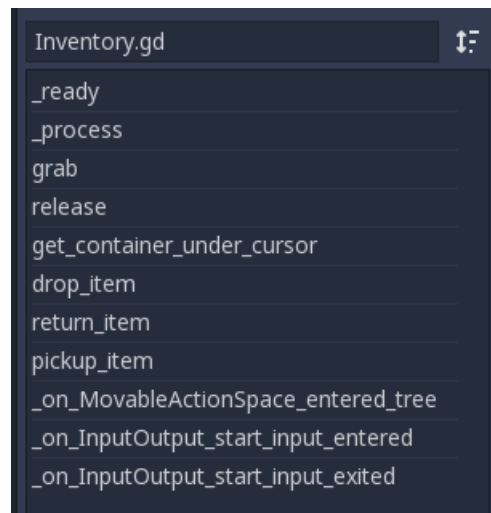 Inventory.gd
_ready
_process
grab
release
get_container_under_cursor
drop_item
return_item
pickup_item
_on_MovableActionSpace_entered_tree
_on_InputOutput_start_input_entered
_on_InputOutput_start_input_exited